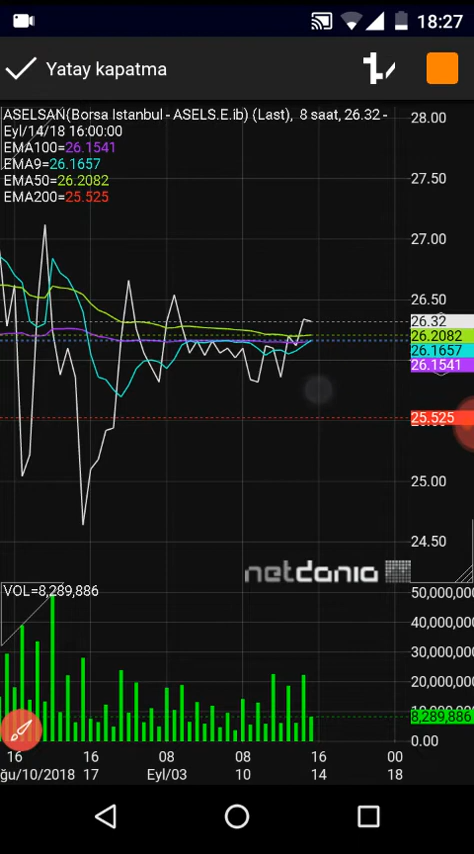 18:27
Yatay kapatma
ASELSAN(Borsa Istanbul - ASELS.E.ib) (Last), 8 saat, 26.32 -
Eyl/14/18 16:00:00
EMA100=26.1541
EMA9=26.1657
EMA50=26.2082
EMA200=25.525
28.00
27.50
27.00
26.50
26.32
26.2082
26.1657
26.1541
25.525
25.00
24.50
netdania
VOL=8,289,886
50,000,000
40,000,000
30,000,000
20,000,000
8,289,886
0.00
16 16 08 08 16 00
ğu/10/2018 17 Eyl/03 10 14 18